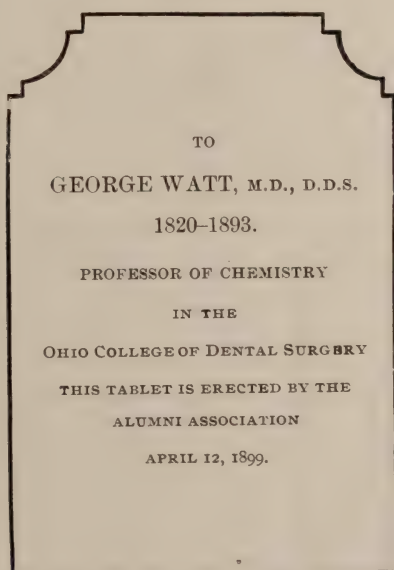 TO
GEORGE WATT, M.D., D.D.S.
1820–1893.
PROFESSOR OF CHEMISTRY
IN THE
OHIO COLLEGE OF DENTAL SURGERY
THIS TABLET IS ERECTED BY THE
ALUMNI ASSOCIATION
APRIL 12, 1899.